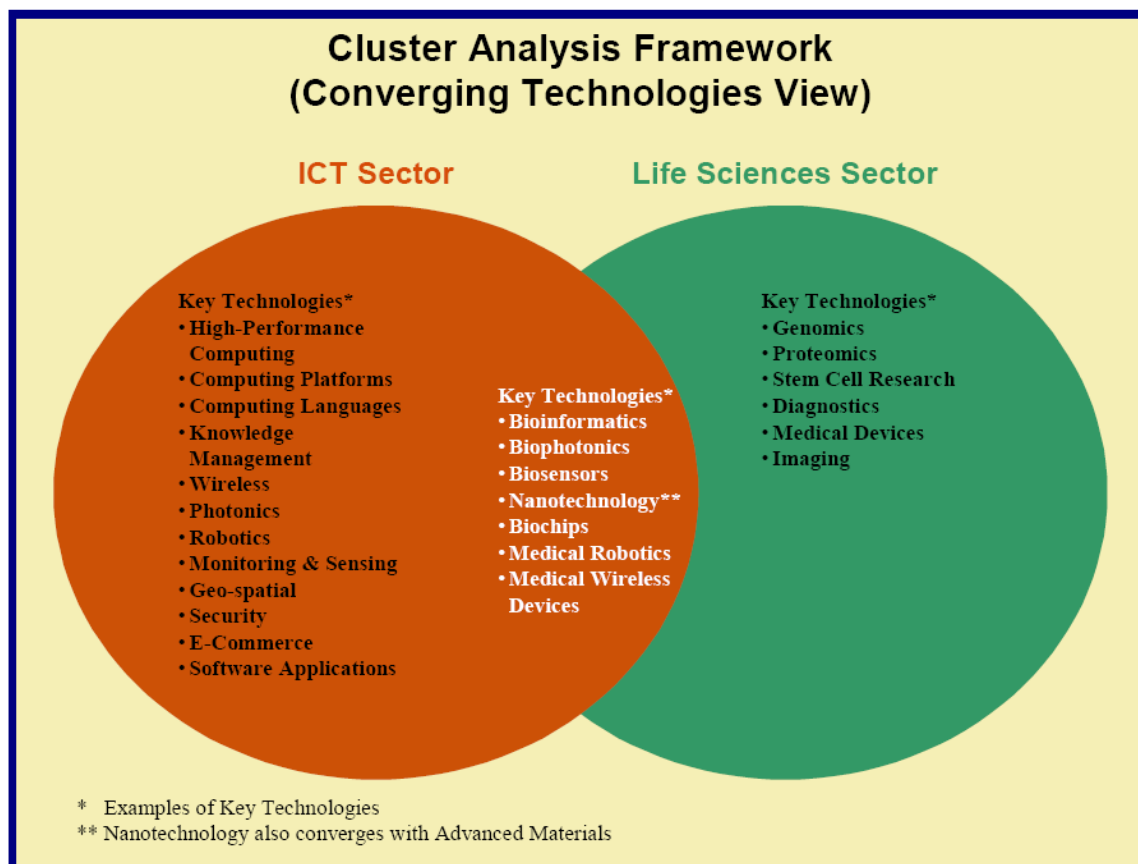 Cluster Analysis Framework
(Converging Technologies View)
ICT Sector
Life Sciences Sector
Key Technologies*
• High-Performance
Computing
• Computing Platforms
• Computing Languages
• Knowledge
Management
• Wireless
• Photonics
• Robotics
• Monitoring & Sensing
• Geo-spatial
• Security
• E-Commerce
• Software Applications
Key Technologies*
• Bioinformatics
• Biophotonics
• Biosensors
• Nanotechnology**
• Biochips
• Medical Robotics
• Medical Wireless
Devices
Key Technologies*
• Genomics
• Proteomics
• Stem Cell Research
• Diagnostics
• Medical Devices
• Imaging
* Examples of Key Technologies
** Nanotechnology also converges with Advanced Materials